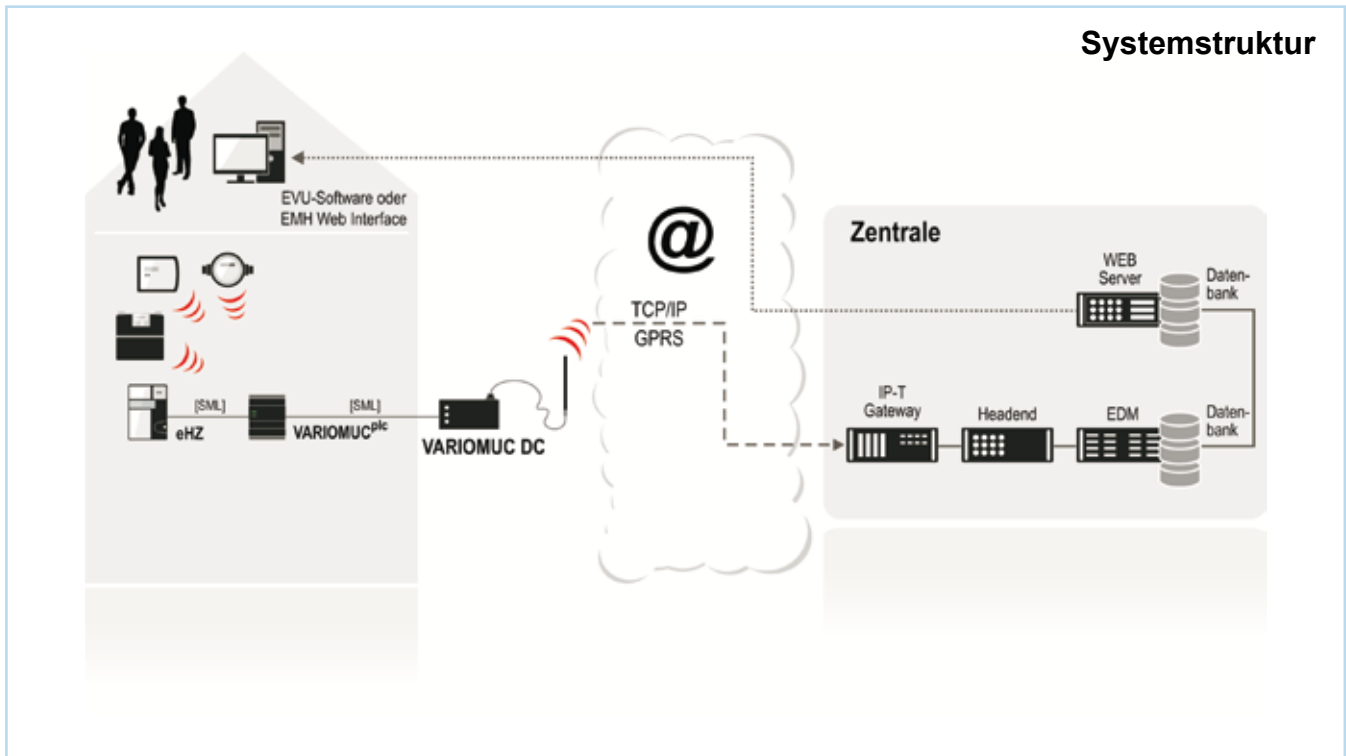 Systemstruktur
EVU-Software oder
EMH Web Interface
[SML]
eHZ
[SML]
VARIOMUCplc
VARIOMUC DC
@
TCP/IP
GPRS
Zentrale
WEB
Server
Daten-
bank
IP-T
Gateway
Headend
EDM
Daten-
bank